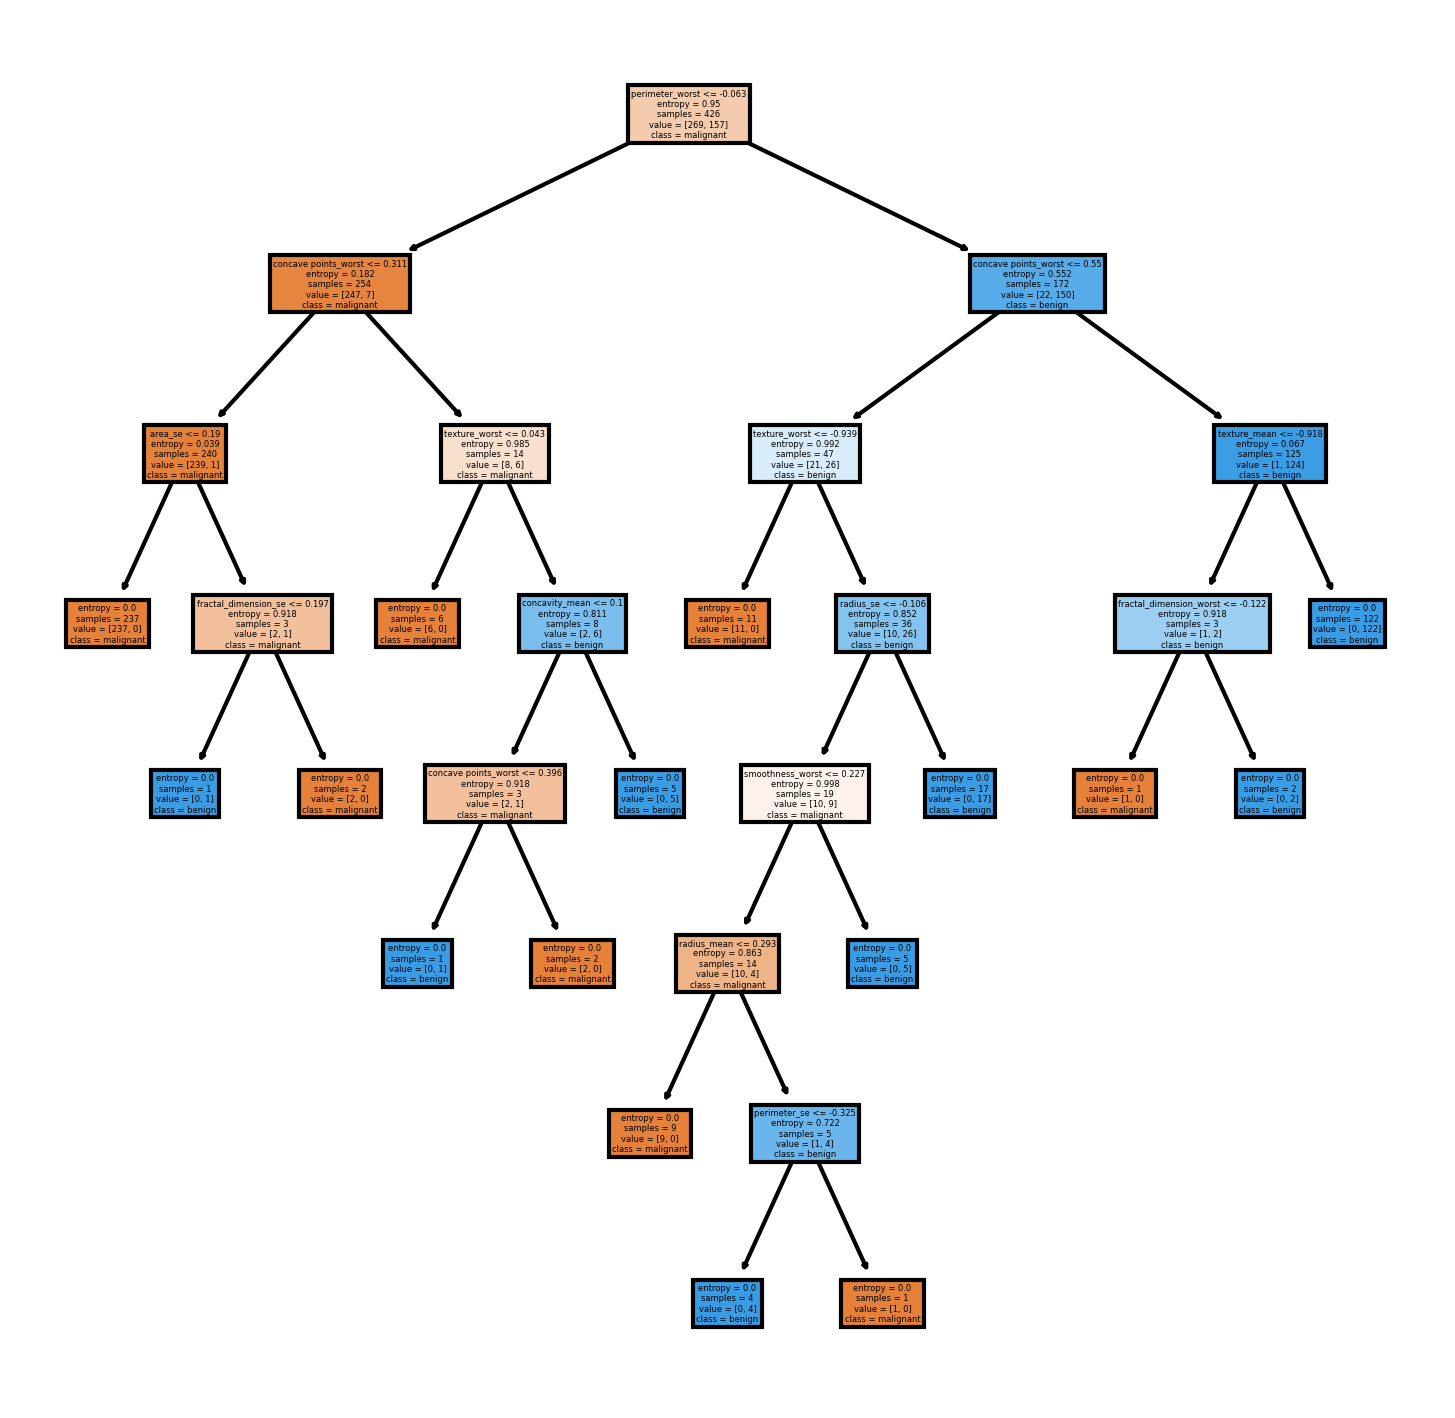 perimeter_worst <= -0.063
entropy = 0.95
samples = 426
value = [269, 157]
class = malignant
concave points_worst <= 0.311
entropy = 0.182
samples = 254
value = [247, 7]
class = malignant
concave points_worst <= 0.55
entropy = 0.552
samples = 172
value = [22, 150]
class = benign
area_se <= 0.19
entropy = 0.039
samples = 240
value = [239, 1]
class = malignant
texture_worst <= 0.043
entropy = 0.985
samples = 14
value = [8, 6]
class = malignant
texture_worst <= -0.939
entropy = 0.992
samples = 47
value = [21, 26]
class = benign
texture_mean <= -0.918
entropy = 0.067
samples = 125
value = [1, 124]
class = benign
entropy = 0.0
samples = 237
value = [237, 0]
class = malignant
fractal_dimension_se <= 0.197
entropy = 0.918
samples = 3
value = [2, 1]
class = malignant
entropy = 0.0
samples = 6
value = [6, 0]
class = malignant
concavity_mean <= 0.1
entropy = 0.811
samples = 8
value = [2, 6]
class = benign
entropy = 0.0
samples = 11
value = [11, 0]
class = malignant
radius_se <= -0.106
entropy = 0.852
samples = 36
value = [10, 26]
class = benign
fractal_dimension_worst <= -0.122
entropy = 0.918
samples = 3
value = [1, 2]
class = benign
entropy = 0.0
samples = 122
value = [0, 122]
class = benign
entropy = 0.0
samples = 1
value = [0, 1]
class = benign
entropy = 0.0
samples = 2
value = [2, 0]
class = malignant
concave points_worst <= 0.396
entropy = 0.918
samples = 3
value = [2, 1]
class = malignant
entropy = 0.0
samples = 5
value = [0, 5]
class = benign
smoothness_worst <= 0.227
entropy = 0.998
samples = 19
value = [10, 9]
class = malignant
entropy = 0.0
samples = 17
value = [0, 17]
class = benign
entropy = 0.0
samples = 1
value = [1, 0]
class = malignant
entropy = 0.0
samples = 2
value = [0, 2]
class = benign
entropy = 0.0
samples = 1
value = [0, 1]
class = benign
entropy = 0.0
samples = 2
value = [2, 0]
class = malignant
radius_mean <= 0.293
entropy = 0.863
samples = 14
value = [10, 4]
class = malignant
entropy = 0.0
samples = 5
value = [0, 5]
class = benign
entropy = 0.0
samples = 9
value = [9, 0]
class = malignant
perimeter_se <= -0.325
entropy = 0.722
samples = 5
value = [1, 4]
class = benign
entropy = 0.0
samples = 4
value = [0, 4]
class = benign
entropy = 0.0
samples = 1
value = [1, 0]
class = malignant